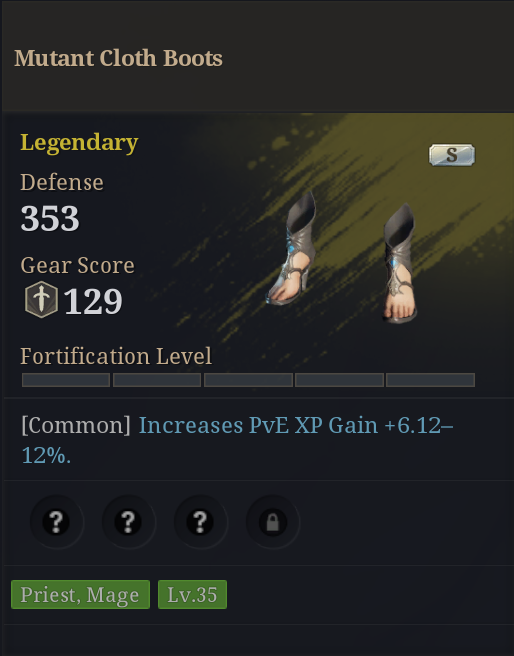 Mutant Cloth Boots
Legendary
S
Defense
353
Gear Score
129
Fortification Level
[Common] Increases PvE XP Gain +6.12–
12%.
? ? ?
Priest, Mage Lv.35